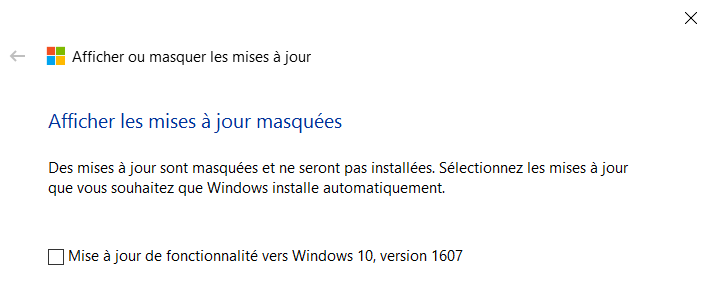 Afficher ou masquer les mises à jour
Afficher les mises à jour masquées
Des mises à jour sont masquées et ne seront pas installées. Sélectionnez les mises à jour
que vous souhaitez que Windows installe automatiquement.
Mise à jour de fonctionnalité vers Windows 10, version 1607